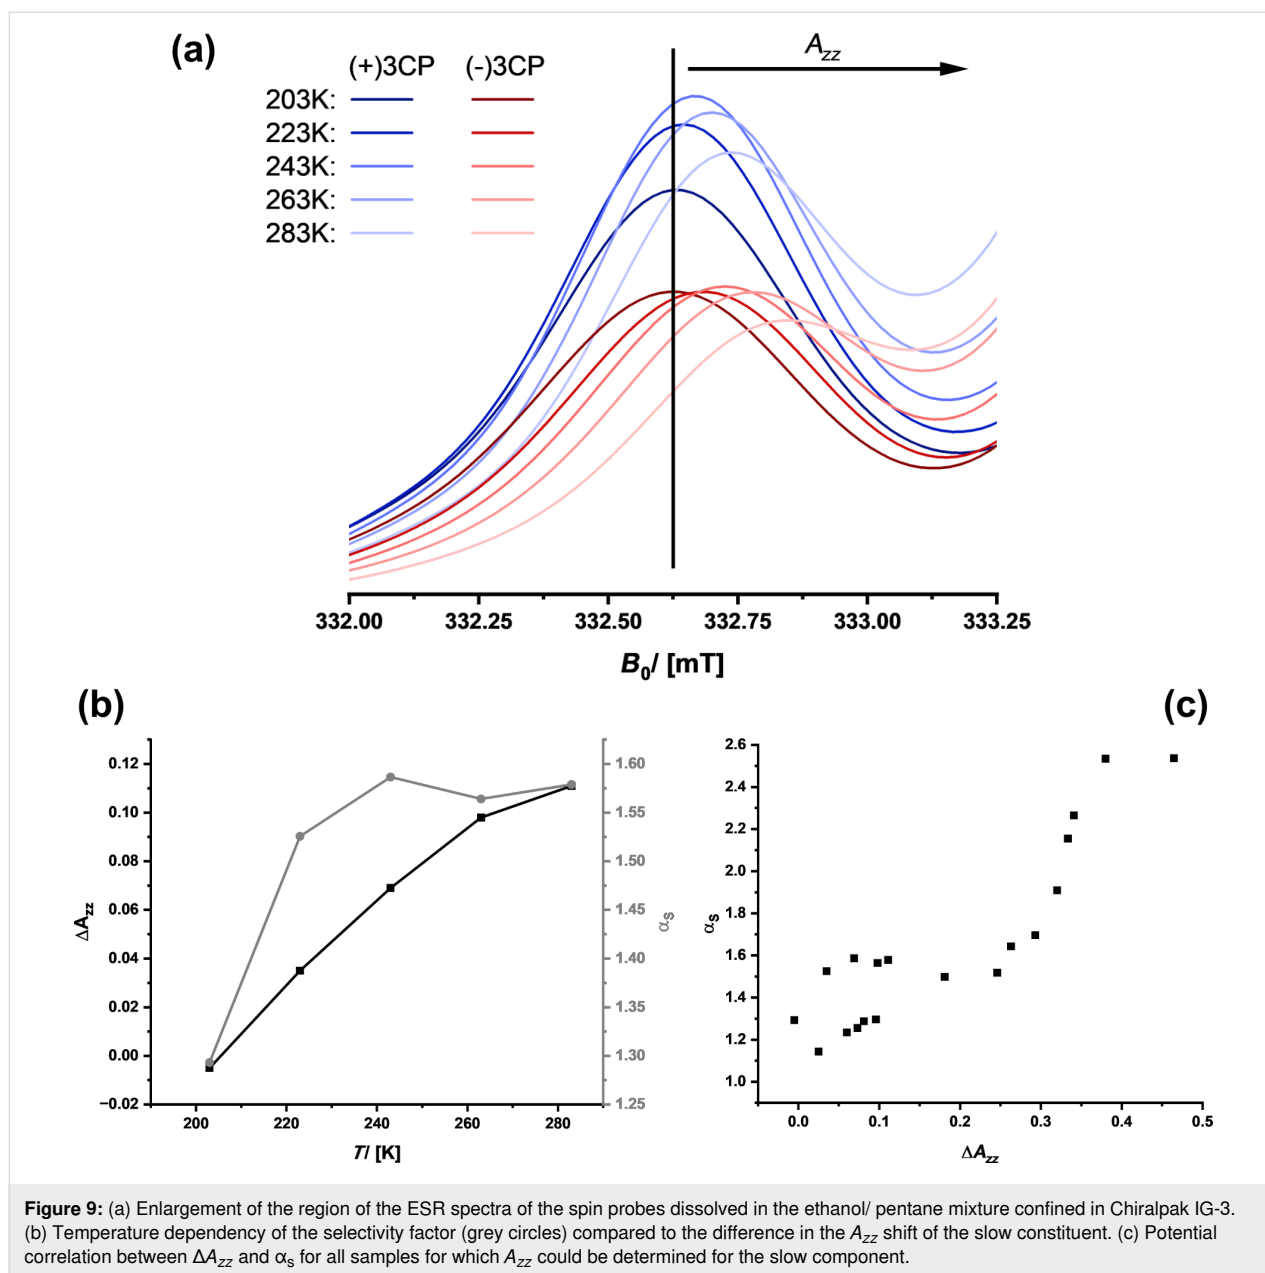 (a)
A_zz
(+)3CP (-)3CP
203K:
223K:
243K:
263K:
283K:
332.00 332.25 332.50 332.75 333.00 333.25
B₀/ [mT]
(b)
0.12
0.10
0.08
0.06
0.04
0.02
0.00
−0.02
ΔA_zz
1.60
1.55
1.50
1.45
1.40
1.35
1.30
1.25
α_s
200 220 240 260 280
T/ [K]
(c)
2.6
2.4
2.2
2.0
1.8
1.6
1.4
1.2
1.0
α_s
0.0 0.1 0.2 0.3 0.4 0.5
ΔA_zz
Figure 9: (a) Enlargement of the region of the ESR spectra of the spin probes dissolved in the ethanol/ pentane mixture confined in Chiralpak IG-3.
(b) Temperature dependency of the selectivity factor (grey circles) compared to the difference in the A_zz shift of the slow constituent. (c) Potential
correlation between ΔA_zz and α_s for all samples for which A_zz could be determined for the slow component.